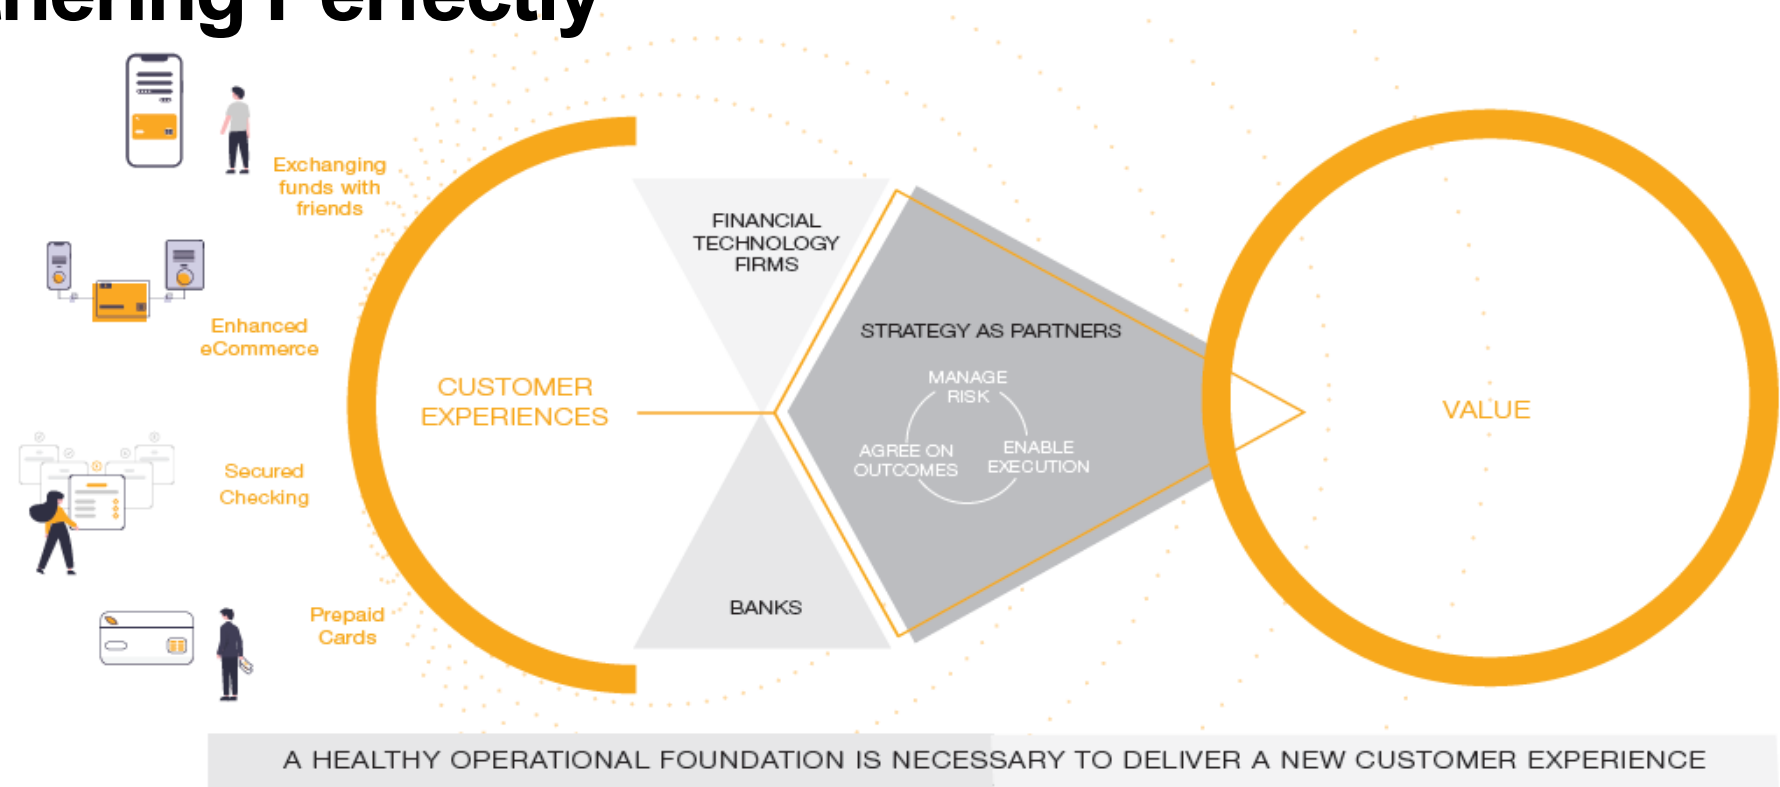 Perfectly
Exchanging
funds with
friends
Enhanced
eCommerce
Secured
Checking
Prepaid
Cards
CUSTOMER
EXPERIENCES
FINANCIAL
TECHNOLOGY
FIRMS
BANKS
STRATEGY AS PARTNERS
MANAGE
RISK
AGREE ON
OUTCOMES
ENABLE
EXECUTION
VALUE
A HEALTHY OPERATIONAL FOUNDATION IS NECESSARY TO DELIVER A NEW CUSTOMER EXPERIENCE